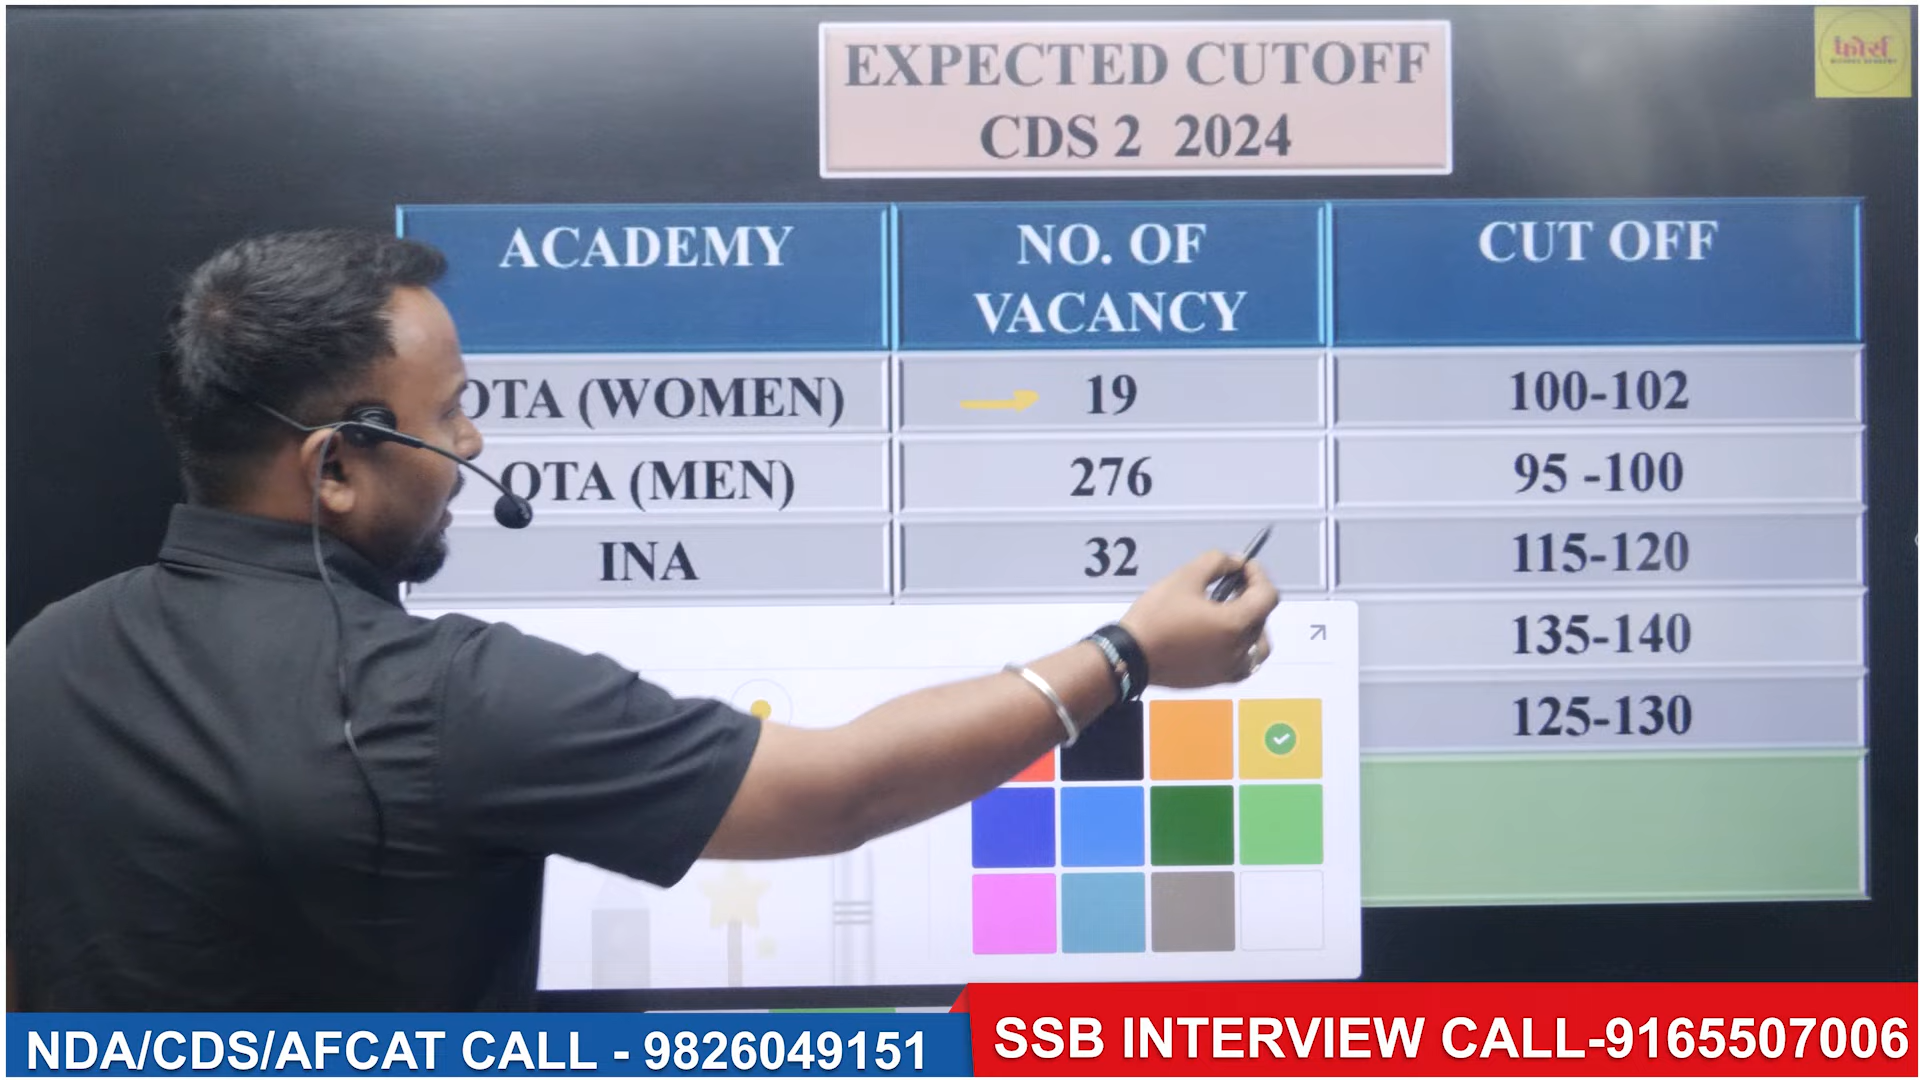 EXPECTED CUTOFF
CDS 2 2024
फोर्स
ACADEMY
NO. OF
VACANCY
CUT OFF
OTA (WOMEN) 19 100-102
OTA (MEN) 276 95 -100
INA 32 115-120
135-140
125-130
NDA/CDS/AFCAT CALL - 9826049151
SSB INTERVIEW CALL-9165507006